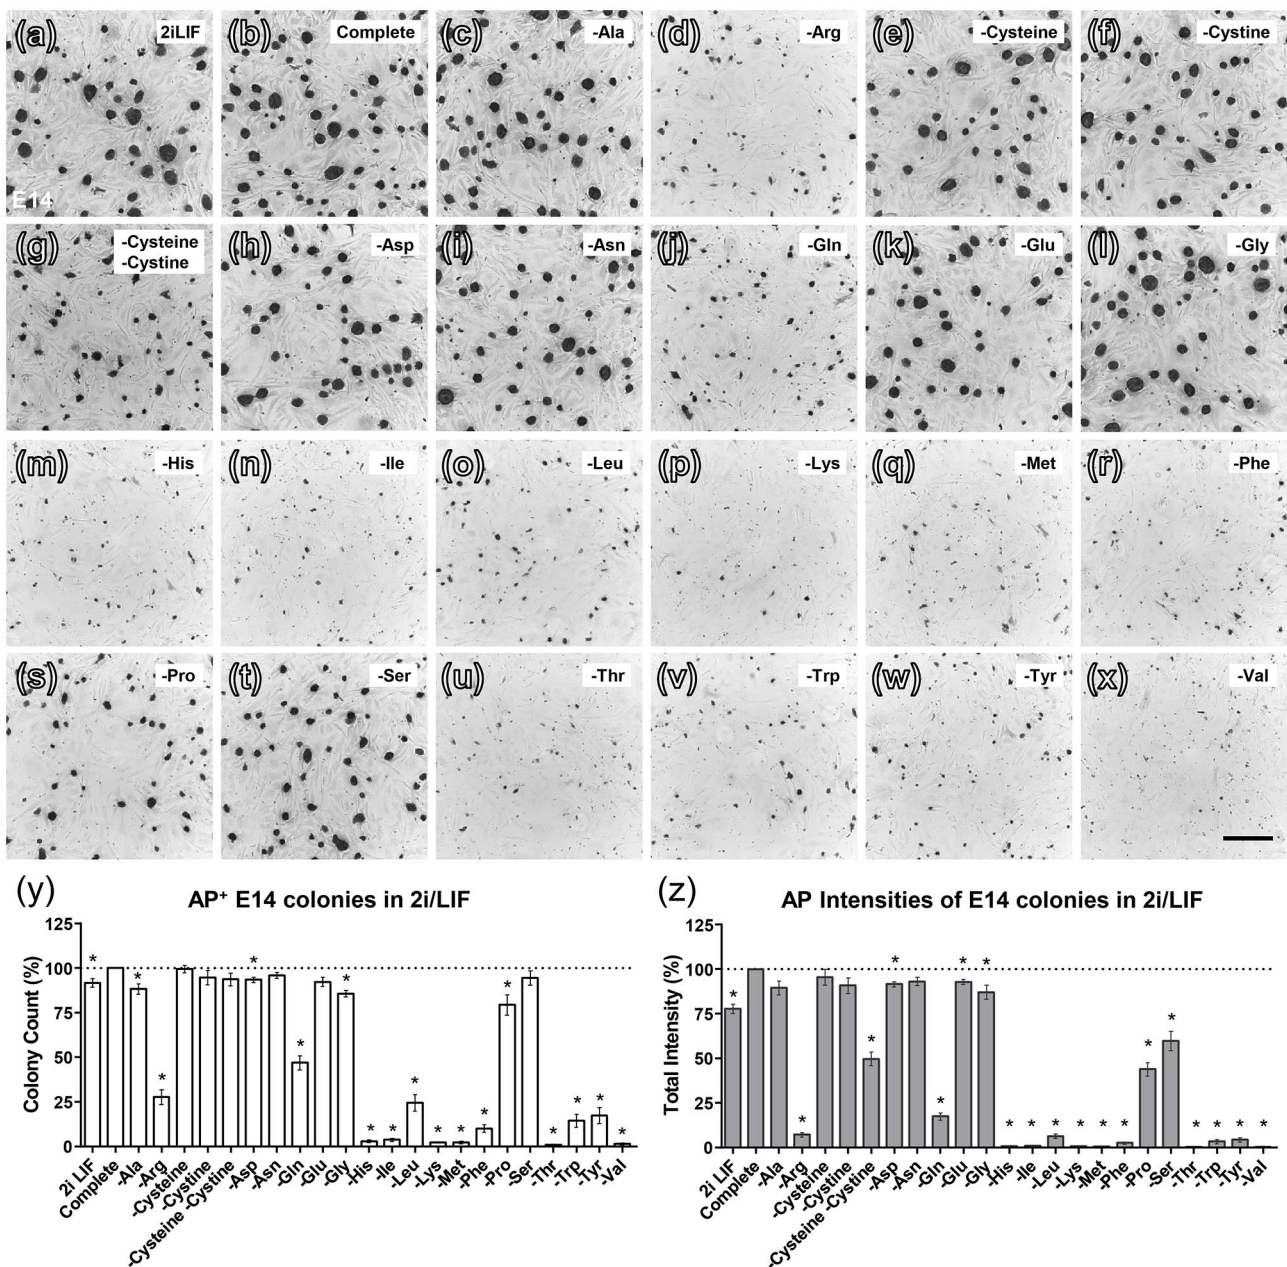 (a) 2iLIF
E14
(b) Complete
(c) -Ala
(d) -Arg
(e) -Cysteine
(f) -Cystine
(g) -Cysteine
-Cystine
(h) -Asp
(i) -Asn
(j) -Gln
(k) -Glu
(l) -Gly
(m) -His
(n) -Ile
(o) -Leu
(p) -Lys
(q) -Met
(r) -Phe
(s) -Pro
(t) -Ser
(u) -Thr
(v) -Trp
(w) -Tyr
(x) -Val
(y)
AP⁺ E14 colonies in 2i/LIF
Colony Count (%)
125
100
75
50
25
0
* * * * * * * * * * * * * * * * * *
2i LIF
Complete
-Ala
-Arg
-Cysteine
-Cystine
-Cysteine -Cystine
-Asp
-Asn
-Gln
-Glu
-Gly
-His
-Ile
-Leu
-Lys
-Met
-Phe
-Pro
-Ser
-Thr
-Trp
-Tyr
-Val
(z)
AP Intensities of E14 colonies in 2i/LIF
Total Intensity (%)
125
100
75
50
25
0
* * * * * * * * * * * * * * * * * * *
2i LIF
Complete
-Ala
-Arg
-Cysteine
-Cystine
-Cysteine -Cystine
-Asp
-Asn
-Gln
-Glu
-Gly
-His
-Ile
-Leu
-Lys
-Met
-Phe
-Pro
-Ser
-Thr
-Trp
-Tyr
-Val